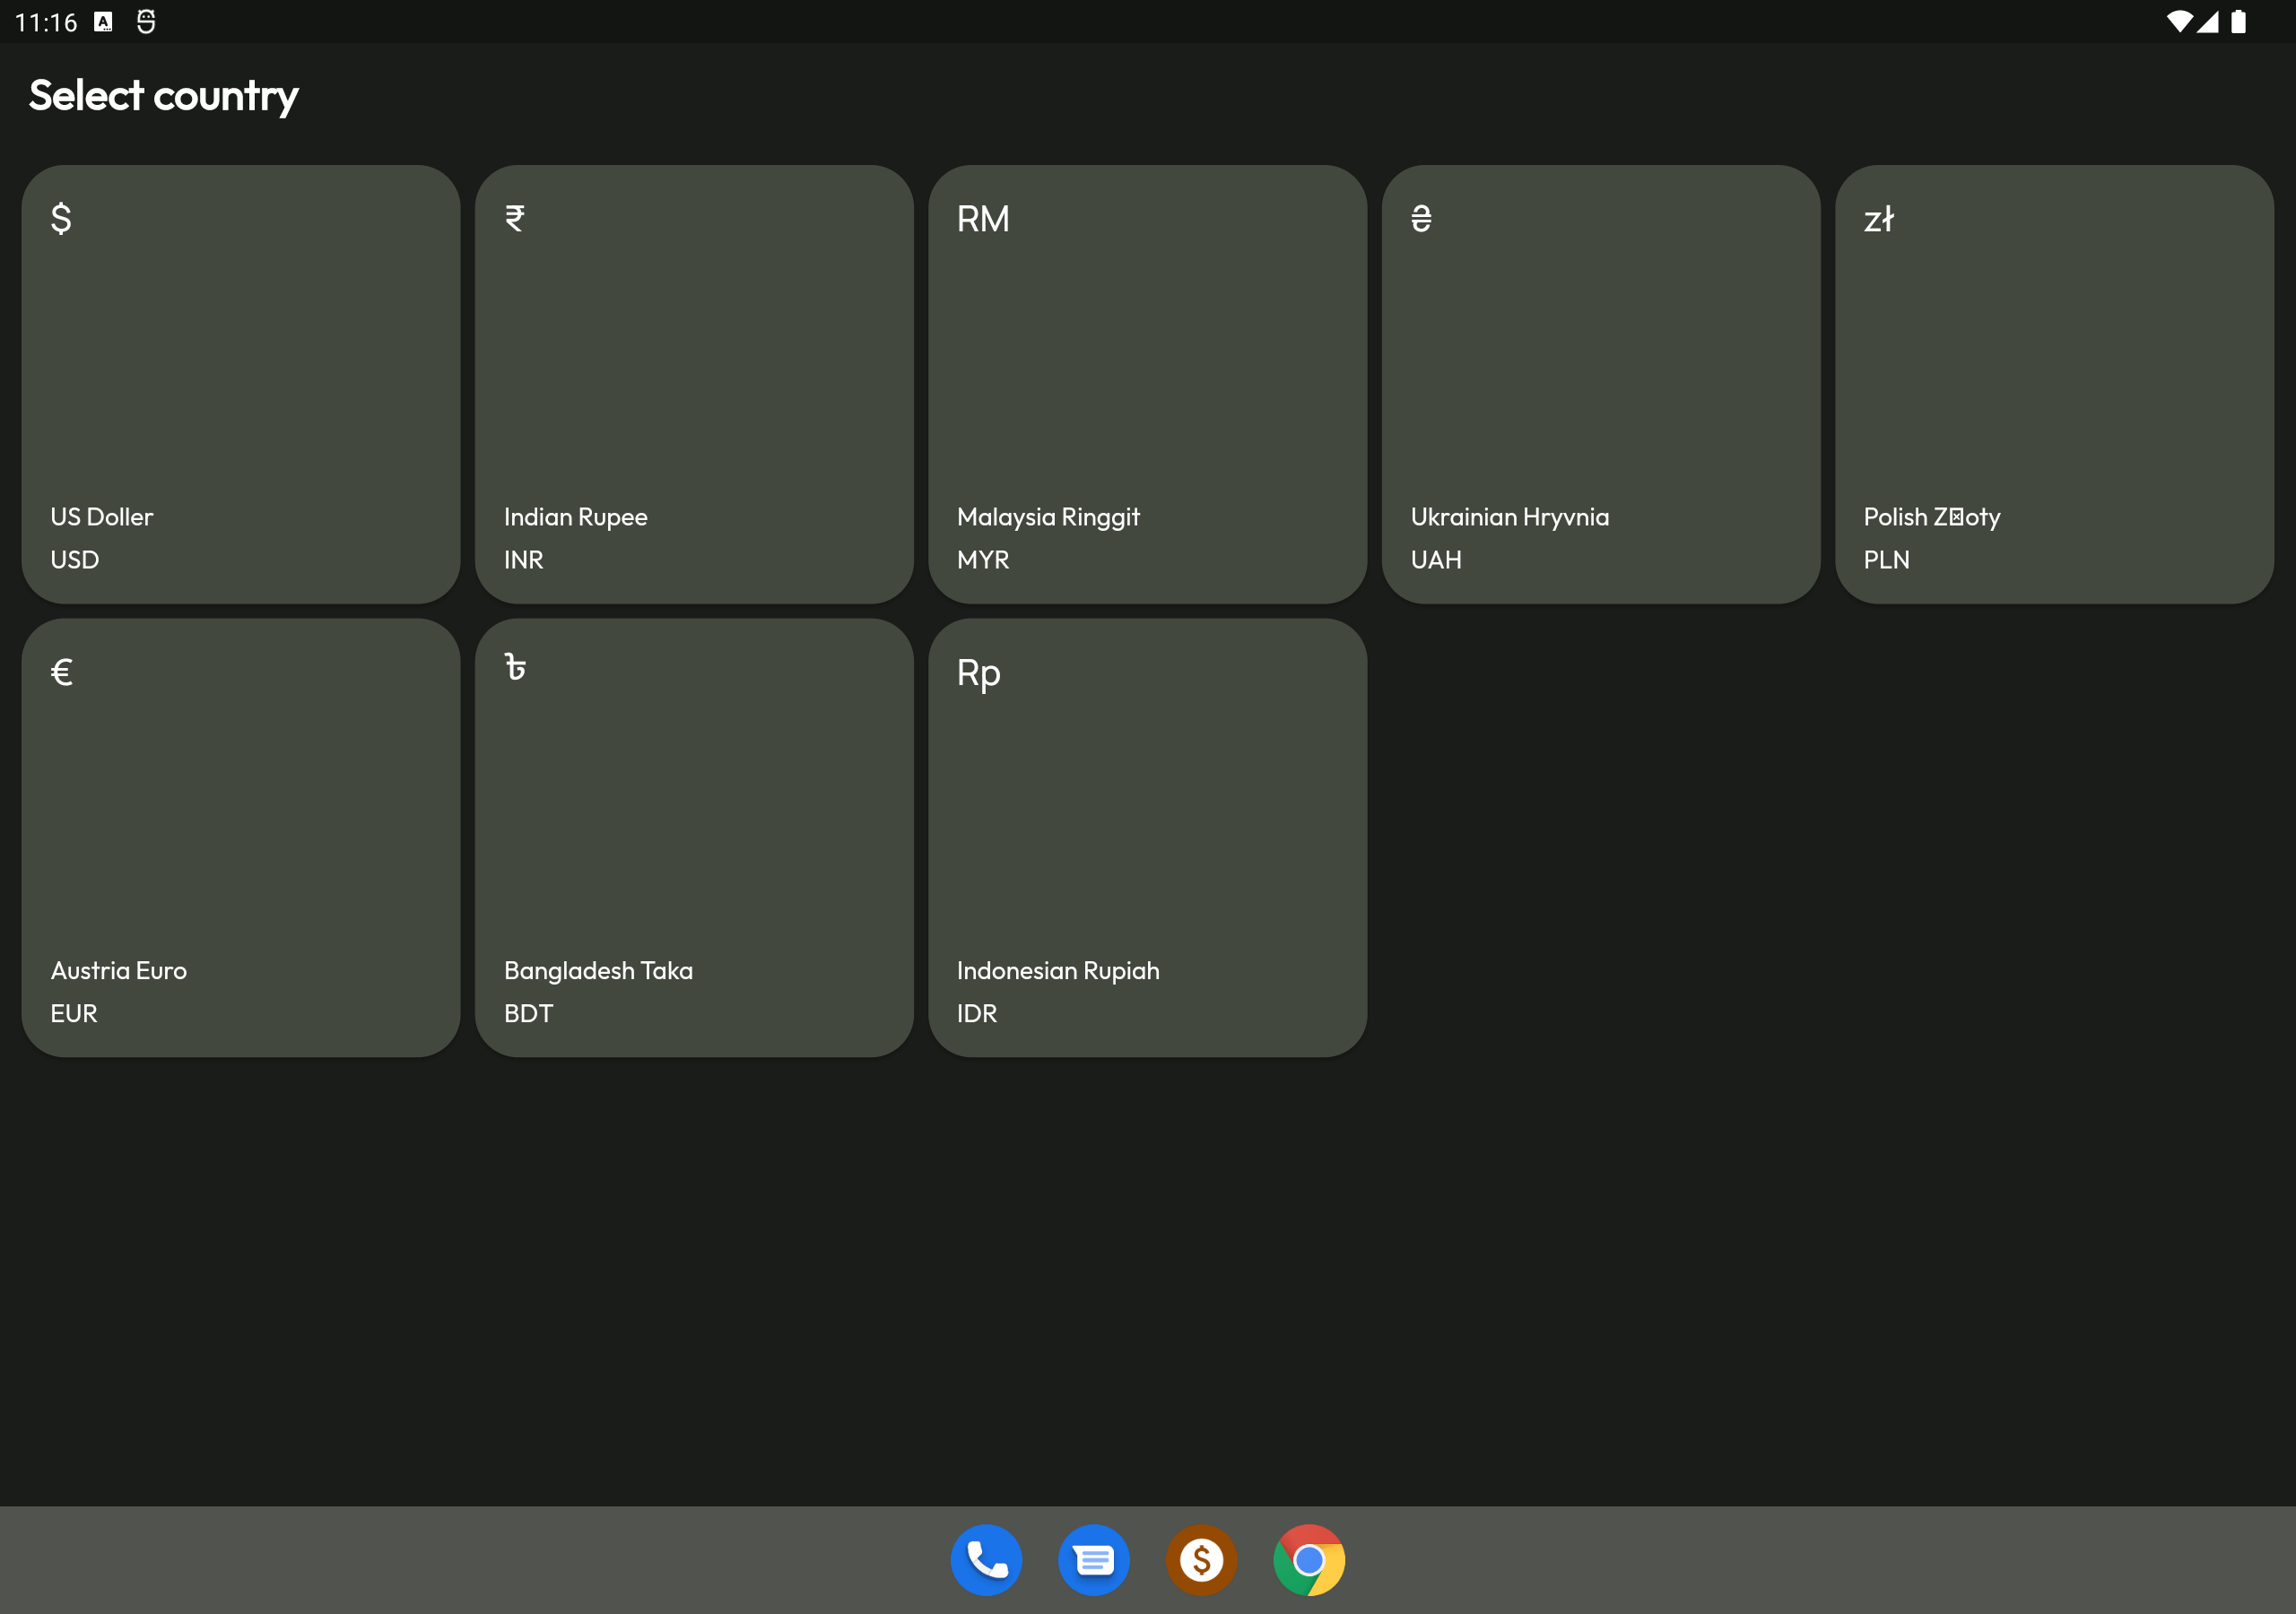 11:16
Select country
$
US Doller
USD
₹
Indian Rupee
INR
RM
Malaysia Ringgit
MYR
₴
Ukrainian Hryvnia
UAH
zł
Polish Z☒oty
PLN
€
Austria Euro
EUR
৳
Bangladesh Taka
BDT
Rp
Indonesian Rupiah
IDR